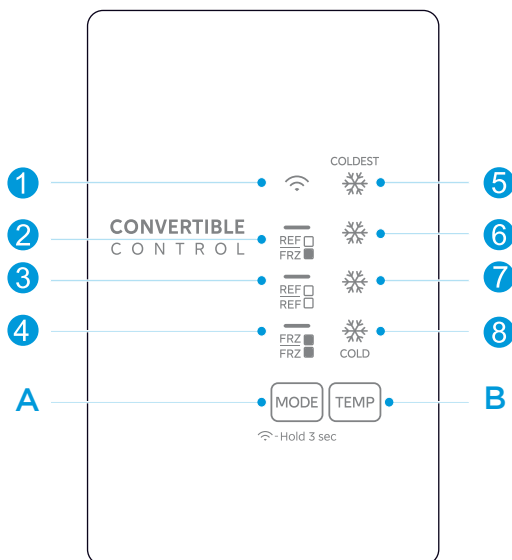 1
COLDEST
5
2
CONVERTIBLE
CONTROL
REF
FRZ
6
3
REF
REF
7
4
FRZ
FRZ
COLD
8
A
MODE
TEMP
B
-Hold 3 sec